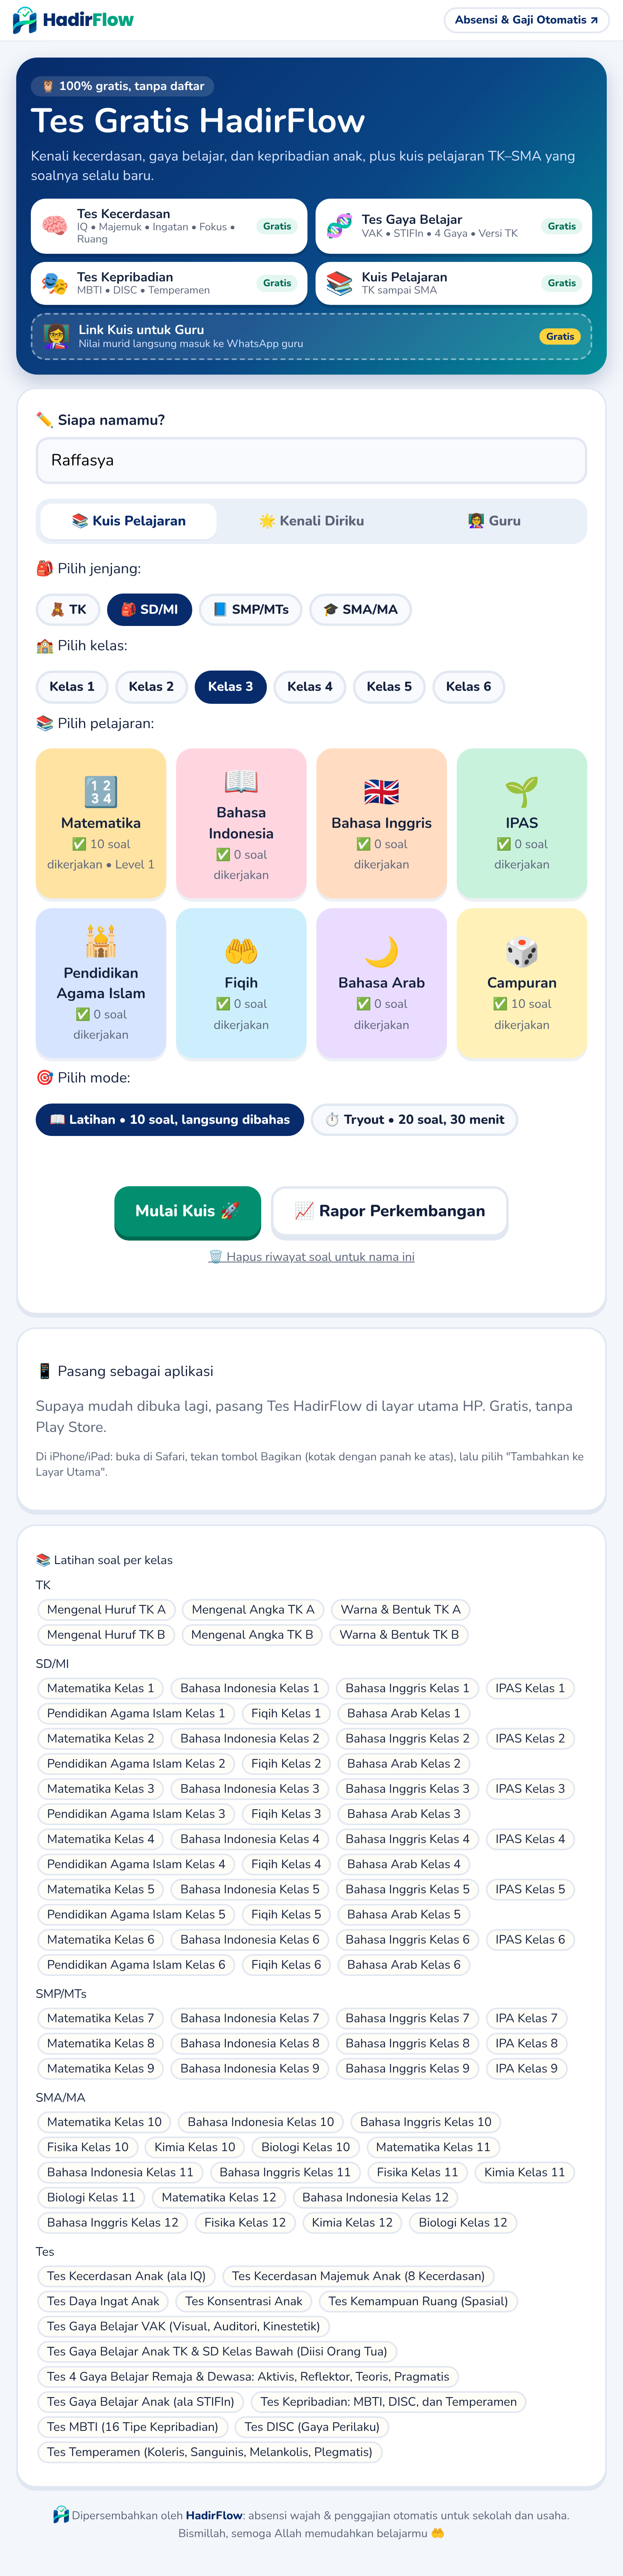 HadirFlow
Absensi & Gaji Otomatis ↗
🦉 100% gratis, tanpa daftar
Tes Gratis HadirFlow
Kenali kecerdasan, gaya belajar, dan kepribadian anak, plus kuis pelajaran TK–SMA yang
soalnya selalu baru.
Tes Kecerdasan
IQ • Majemuk • Ingatan • Fokus •
Ruang
Gratis
Tes Gaya Belajar
VAK • STIFIn • 4 Gaya • Versi TK
Gratis
Tes Kepribadian
MBTI • DISC • Temperamen
Gratis
Kuis Pelajaran
TK sampai SMA
Gratis
Link Kuis untuk Guru
Nilai murid langsung masuk ke WhatsApp guru
Gratis
✏️ Siapa namamu?
Raffasya
📚 Kuis Pelajaran
🌟 Kenali Diriku
👩‍🏫 Guru
🎒 Pilih jenjang:
🧸 TK
🎒 SD/MI
📘 SMP/MTs
🎓 SMA/MA
🏫 Pilih kelas:
Kelas 1
Kelas 2
Kelas 3
Kelas 4
Kelas 5
Kelas 6
📚 Pilih pelajaran:
🔢
Matematika
✅ 10 soal
dikerjakan • Level 1
Bahasa
Indonesia
✅ 0 soal
dikerjakan
Bahasa Inggris
✅ 0 soal
dikerjakan
IPAS
✅ 0 soal
dikerjakan
Pendidikan
Agama Islam
✅ 0 soal
dikerjakan
Fiqih
✅ 0 soal
dikerjakan
Bahasa Arab
✅ 0 soal
dikerjakan
Campuran
✅ 10 soal
dikerjakan
🎯 Pilih mode:
📖 Latihan • 10 soal, langsung dibahas
⏱️ Tryout • 20 soal, 30 menit
Mulai Kuis 🚀
📈 Rapor Perkembangan
🗑️ Hapus riwayat soal untuk nama ini
📱 Pasang sebagai aplikasi
Supaya mudah dibuka lagi, pasang Tes HadirFlow di layar utama HP. Gratis, tanpa
Play Store.
Di iPhone/iPad: buka di Safari, tekan tombol Bagikan (kotak dengan panah ke atas), lalu pilih "Tambahkan ke
Layar Utama".
📚 Latihan soal per kelas
TK
Mengenal Huruf TK A Mengenal Angka TK A Warna & Bentuk TK A
Mengenal Huruf TK B Mengenal Angka TK B Warna & Bentuk TK B
SD/MI
Matematika Kelas 1 Bahasa Indonesia Kelas 1 Bahasa Inggris Kelas 1 IPAS Kelas 1
Pendidikan Agama Islam Kelas 1 Fiqih Kelas 1 Bahasa Arab Kelas 1
Matematika Kelas 2 Bahasa Indonesia Kelas 2 Bahasa Inggris Kelas 2 IPAS Kelas 2
Pendidikan Agama Islam Kelas 2 Fiqih Kelas 2 Bahasa Arab Kelas 2
Matematika Kelas 3 Bahasa Indonesia Kelas 3 Bahasa Inggris Kelas 3 IPAS Kelas 3
Pendidikan Agama Islam Kelas 3 Fiqih Kelas 3 Bahasa Arab Kelas 3
Matematika Kelas 4 Bahasa Indonesia Kelas 4 Bahasa Inggris Kelas 4 IPAS Kelas 4
Pendidikan Agama Islam Kelas 4 Fiqih Kelas 4 Bahasa Arab Kelas 4
Matematika Kelas 5 Bahasa Indonesia Kelas 5 Bahasa Inggris Kelas 5 IPAS Kelas 5
Pendidikan Agama Islam Kelas 5 Fiqih Kelas 5 Bahasa Arab Kelas 5
Matematika Kelas 6 Bahasa Indonesia Kelas 6 Bahasa Inggris Kelas 6 IPAS Kelas 6
Pendidikan Agama Islam Kelas 6 Fiqih Kelas 6 Bahasa Arab Kelas 6
SMP/MTs
Matematika Kelas 7 Bahasa Indonesia Kelas 7 Bahasa Inggris Kelas 7 IPA Kelas 7
Matematika Kelas 8 Bahasa Indonesia Kelas 8 Bahasa Inggris Kelas 8 IPA Kelas 8
Matematika Kelas 9 Bahasa Indonesia Kelas 9 Bahasa Inggris Kelas 9 IPA Kelas 9
SMA/MA
Matematika Kelas 10 Bahasa Indonesia Kelas 10 Bahasa Inggris Kelas 10
Fisika Kelas 10 Kimia Kelas 10 Biologi Kelas 10 Matematika Kelas 11
Bahasa Indonesia Kelas 11 Bahasa Inggris Kelas 11 Fisika Kelas 11 Kimia Kelas 11
Biologi Kelas 11 Matematika Kelas 12 Bahasa Indonesia Kelas 12
Bahasa Inggris Kelas 12 Fisika Kelas 12 Kimia Kelas 12 Biologi Kelas 12
Tes
Tes Kecerdasan Anak (ala IQ) Tes Kecerdasan Majemuk Anak (8 Kecerdasan)
Tes Daya Ingat Anak Tes Konsentrasi Anak Tes Kemampuan Ruang (Spasial)
Tes Gaya Belajar VAK (Visual, Auditori, Kinestetik)
Tes Gaya Belajar Anak TK & SD Kelas Bawah (Diisi Orang Tua)
Tes 4 Gaya Belajar Remaja & Dewasa: Aktivis, Reflektor, Teoris, Pragmatis
Tes Gaya Belajar Anak (ala STIFIn) Tes Kepribadian: MBTI, DISC, dan Temperamen
Tes MBTI (16 Tipe Kepribadian) Tes DISC (Gaya Perilaku)
Tes Temperamen (Koleris, Sanguinis, Melankolis, Plegmatis)
Dipersembahkan oleh HadirFlow: absensi wajah & penggajian otomatis untuk sekolah dan usaha.
Bismillah, semoga Allah memudahkan belajarmu 🤲